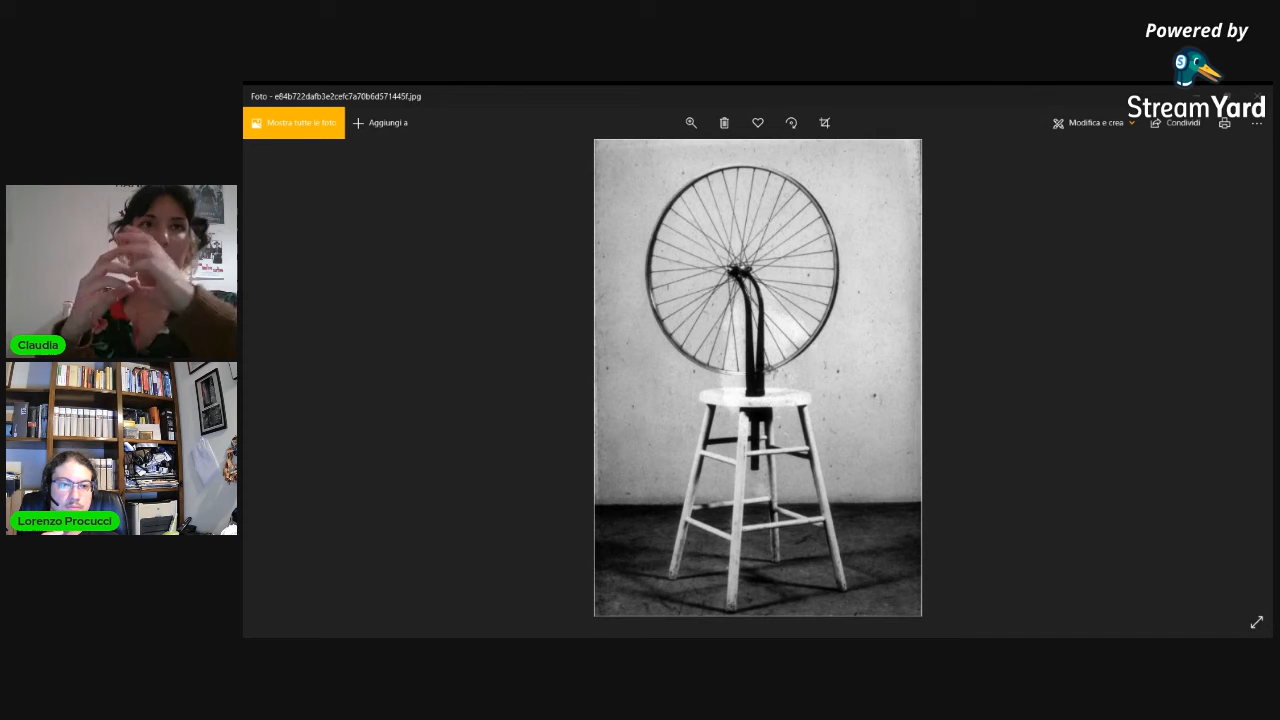 Powered by
StreamYard
Foto - e84b722dafb3e2cefc7a70b6d571445f.jpg
Mostra tutte le foto
Aggiungi a
Modifica e crea
Condividi
Claudia
Lorenzo Procucci